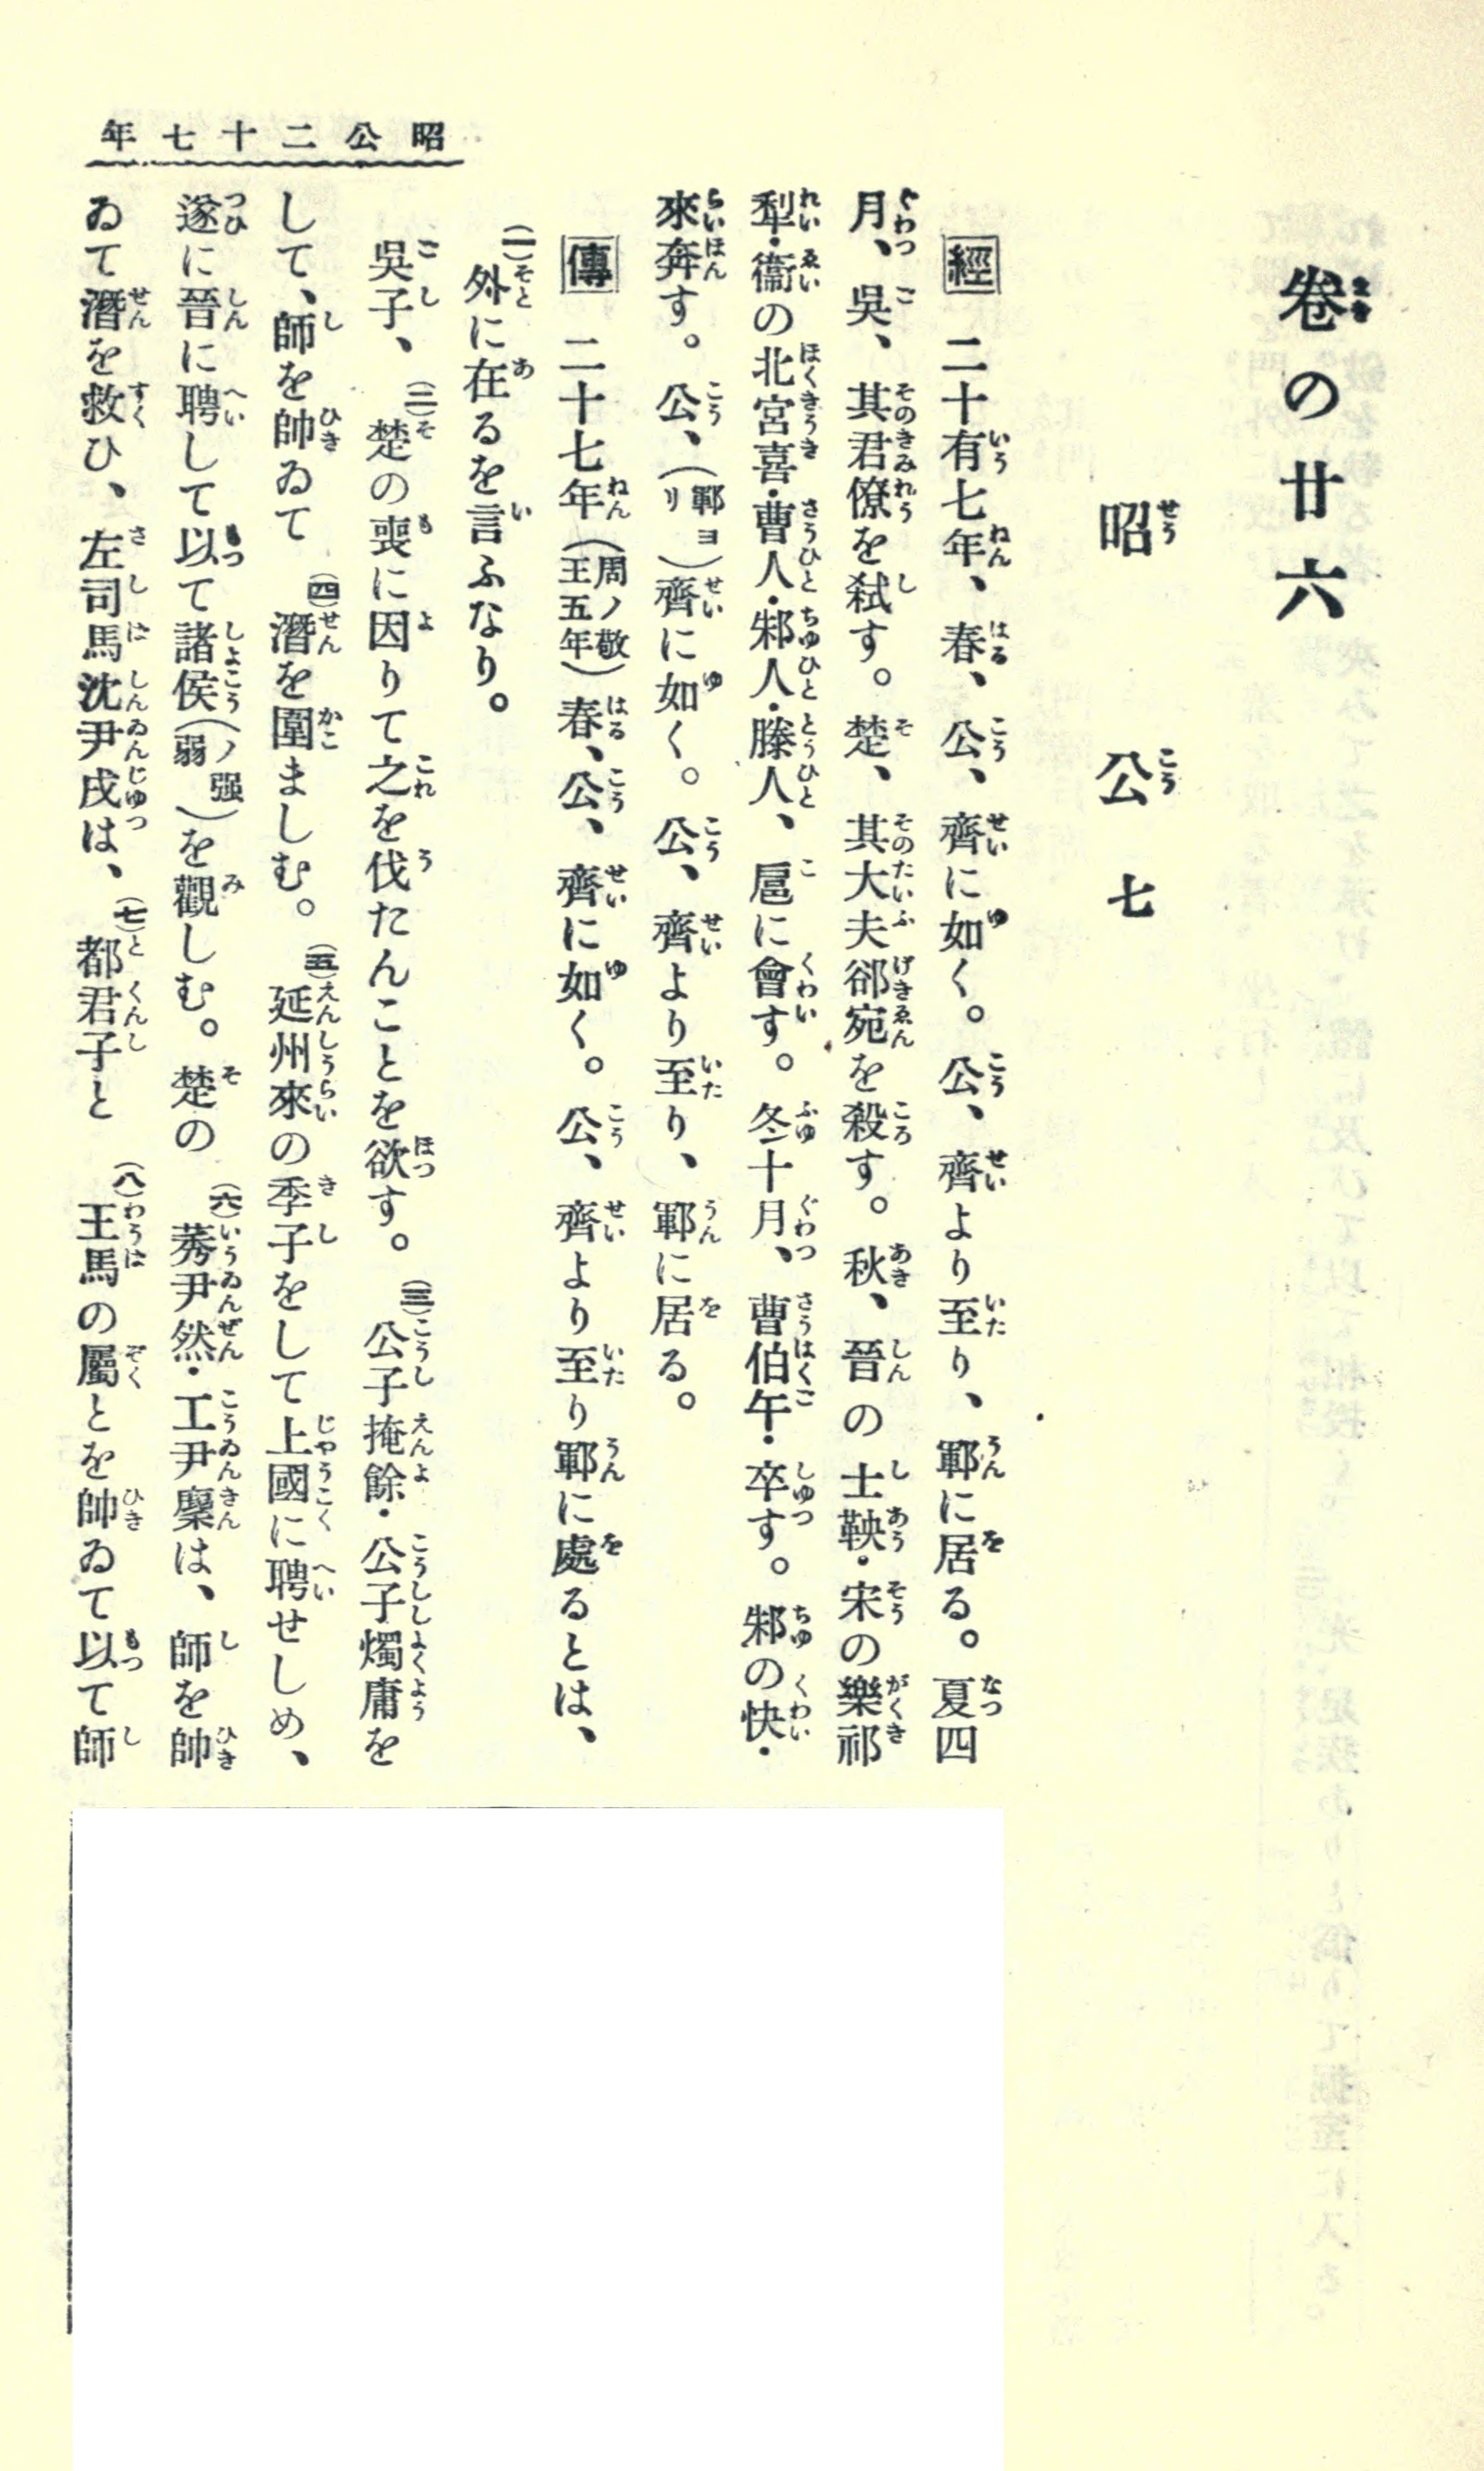 卷の廿六
昭公七
經 二十有七年、春、公、齊に如く。公、齊より至り、鄆に居る。夏四
月、吳、其君僚を弑す。楚、其大夫郤宛を殺す。秋、晉の士鞅・宋の樂祁
犁・衞の北宮喜・曹人・邾人・滕人、扈に會す。冬十月、曹伯午・卒す。邾の快・
來奔す。公、(鄆ヨリ)齊に如く。公、齊より至り、鄆に居る。
傳 二十七年(周ノ敬王五年)春、公、齊に如く。公、齊より至り鄆に處るとは、
(一)外に在るを言ふなり。
吳子、(二)楚の喪に因りて之を伐たんことを欲す。(三)公子掩餘・公子燭庸を
して、師を帥ゐて(四)潛を圍ましむ。(五)延州來の季子をして上國に聘せしめ、
遂に晉に聘して以て諸侯(ノ强弱)を觀しむ。楚の(六)莠尹然・工尹麇は、師を帥
ゐて潛を救ひ、左司馬沈尹戌は、(七)都君子と(八)王馬の屬とを帥ゐて以て師
昭公二十七年